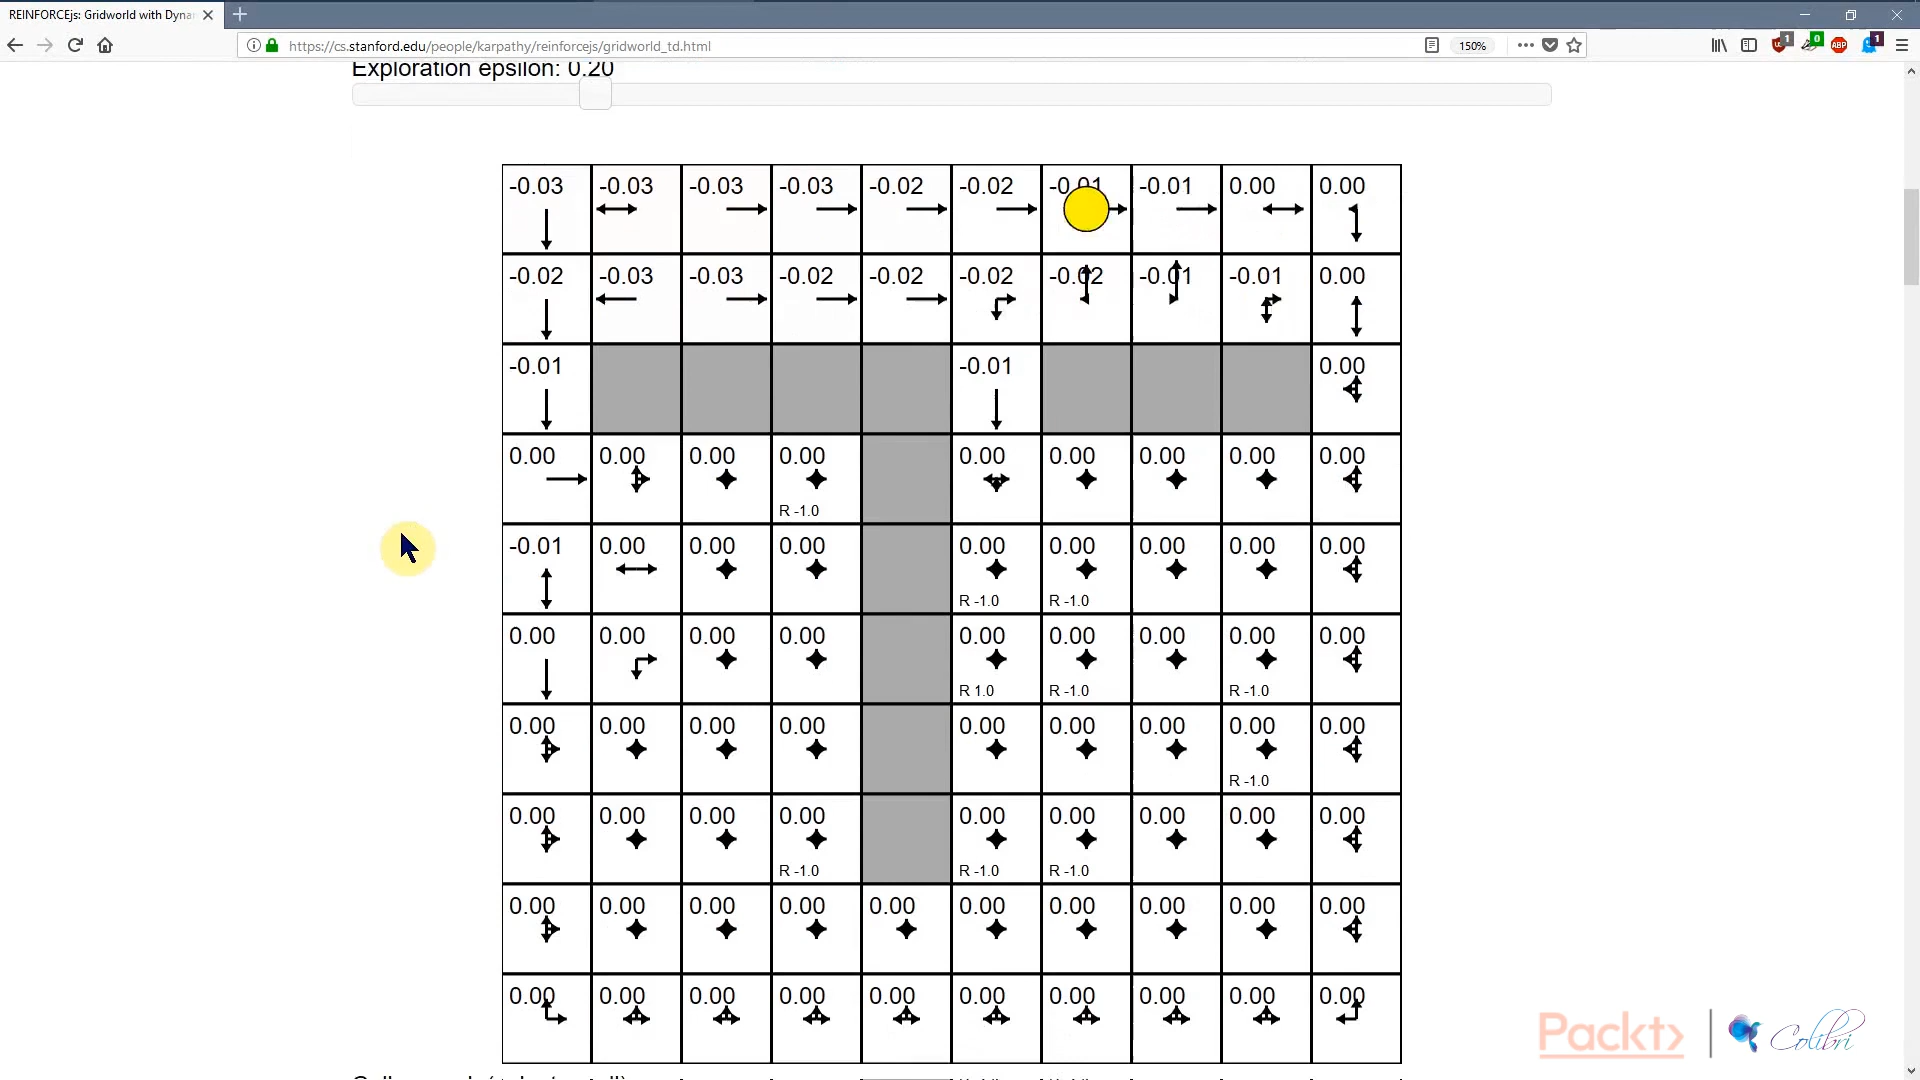 REINFORCEjs: Gridworld with Dyna
https://cs.stanford.edu/people/karpathy/reinforcejs/gridworld_td.html
150%
1
0
ABP
1
Exploration epsilon: 0.20
-0.03 -0.03 -0.03 -0.03 -0.02 -0.02 -0.01 -0.01 0.00 0.00
-0.02 -0.03 -0.03 -0.02 -0.02 -0.02 -0.02 -0.01 -0.01 0.00
-0.01 -0.01 0.00
0.00 0.00 0.00 0.00 0.00 0.00 0.00 0.00 0.00
R -1.0
-0.01 0.00 0.00 0.00 0.00 0.00 0.00 0.00 0.00
R -1.0 R -1.0
0.00 0.00 0.00 0.00 0.00 0.00 0.00 0.00 0.00
R 1.0 R -1.0 R -1.0
0.00 0.00 0.00 0.00 0.00 0.00 0.00 0.00 0.00
R -1.0
0.00 0.00 0.00 0.00 0.00 0.00 0.00 0.00 0.00
R -1.0 R -1.0 R -1.0
0.00 0.00 0.00 0.00 0.00 0.00 0.00 0.00 0.00 0.00
0.00 0.00 0.00 0.00 0.00 0.00 0.00 0.00 0.00 0.00
Packt
Colibri